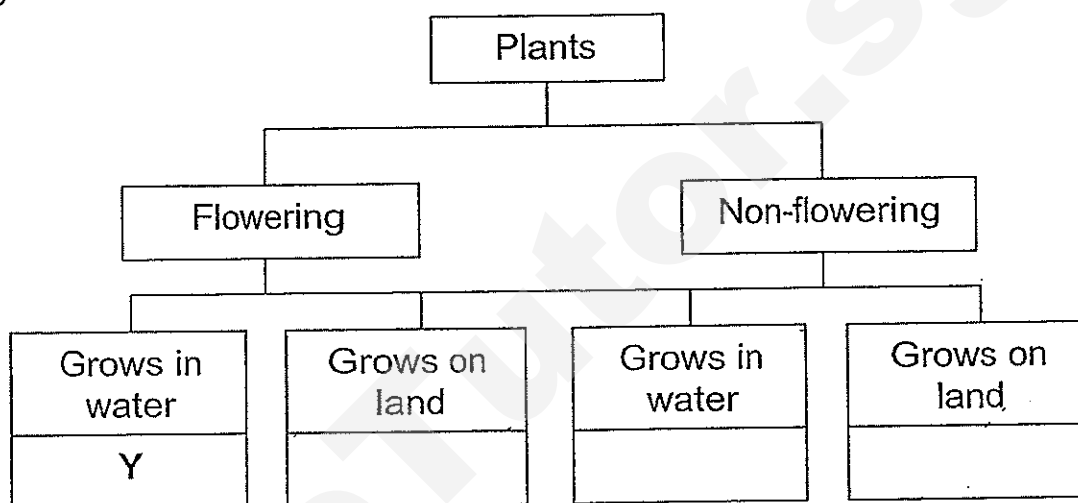 Plants
Flowering
Non-flowering
Grows in
water
Grows on
land
Grows in
water
Grows on
land
Y